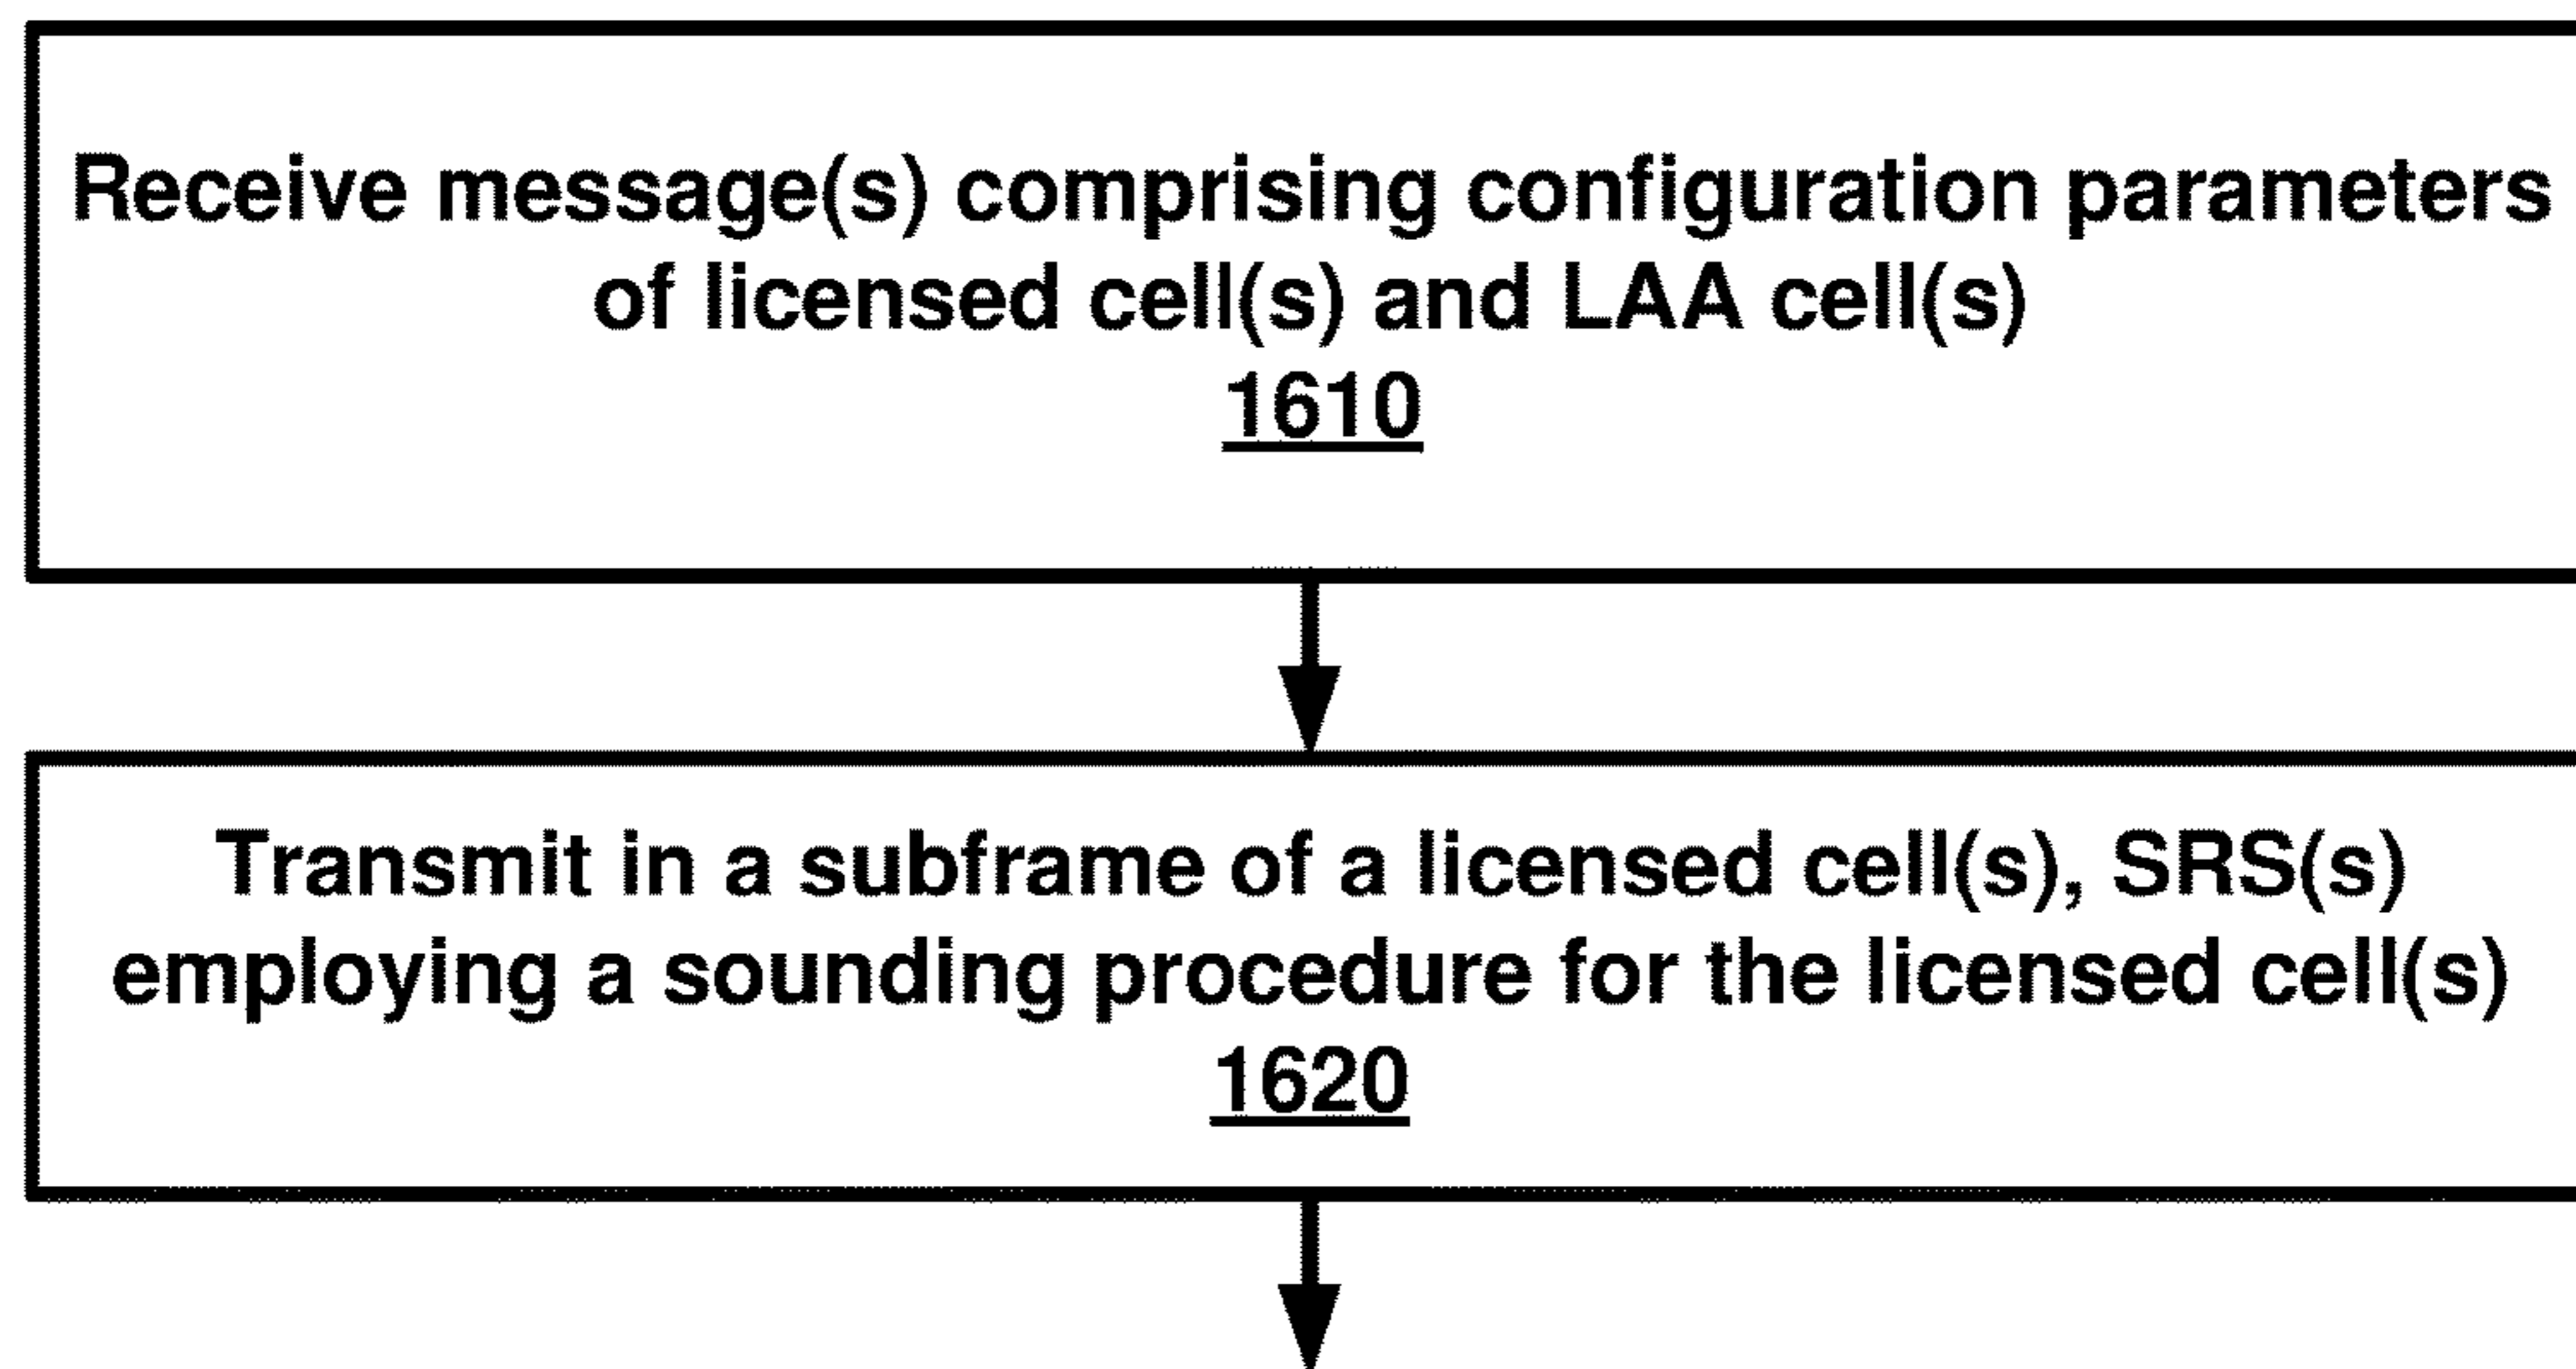 Receive message(s) comprising configuration parameters
of licensed cell(s) and LAA cell(s)
1610
Transmit in a subframe of a licensed cell(s), SRS(s)
employing a sounding procedure for the licensed cell(s)
1620